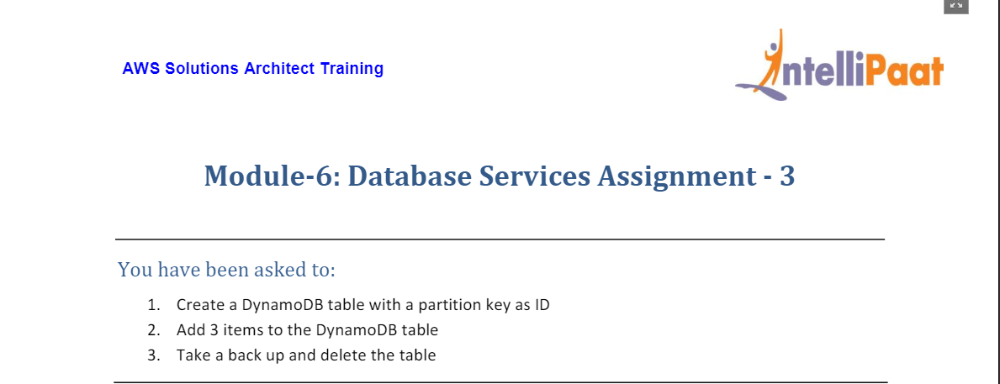 AWS Solutions Architect Training
IntelliPaat
Module-6: Database Services Assignment - 3
You have been asked to:
1. Create a DynamoDB table with a partition key as ID
2. Add 3 items to the DynamoDB table
3. Take a back up and delete the table